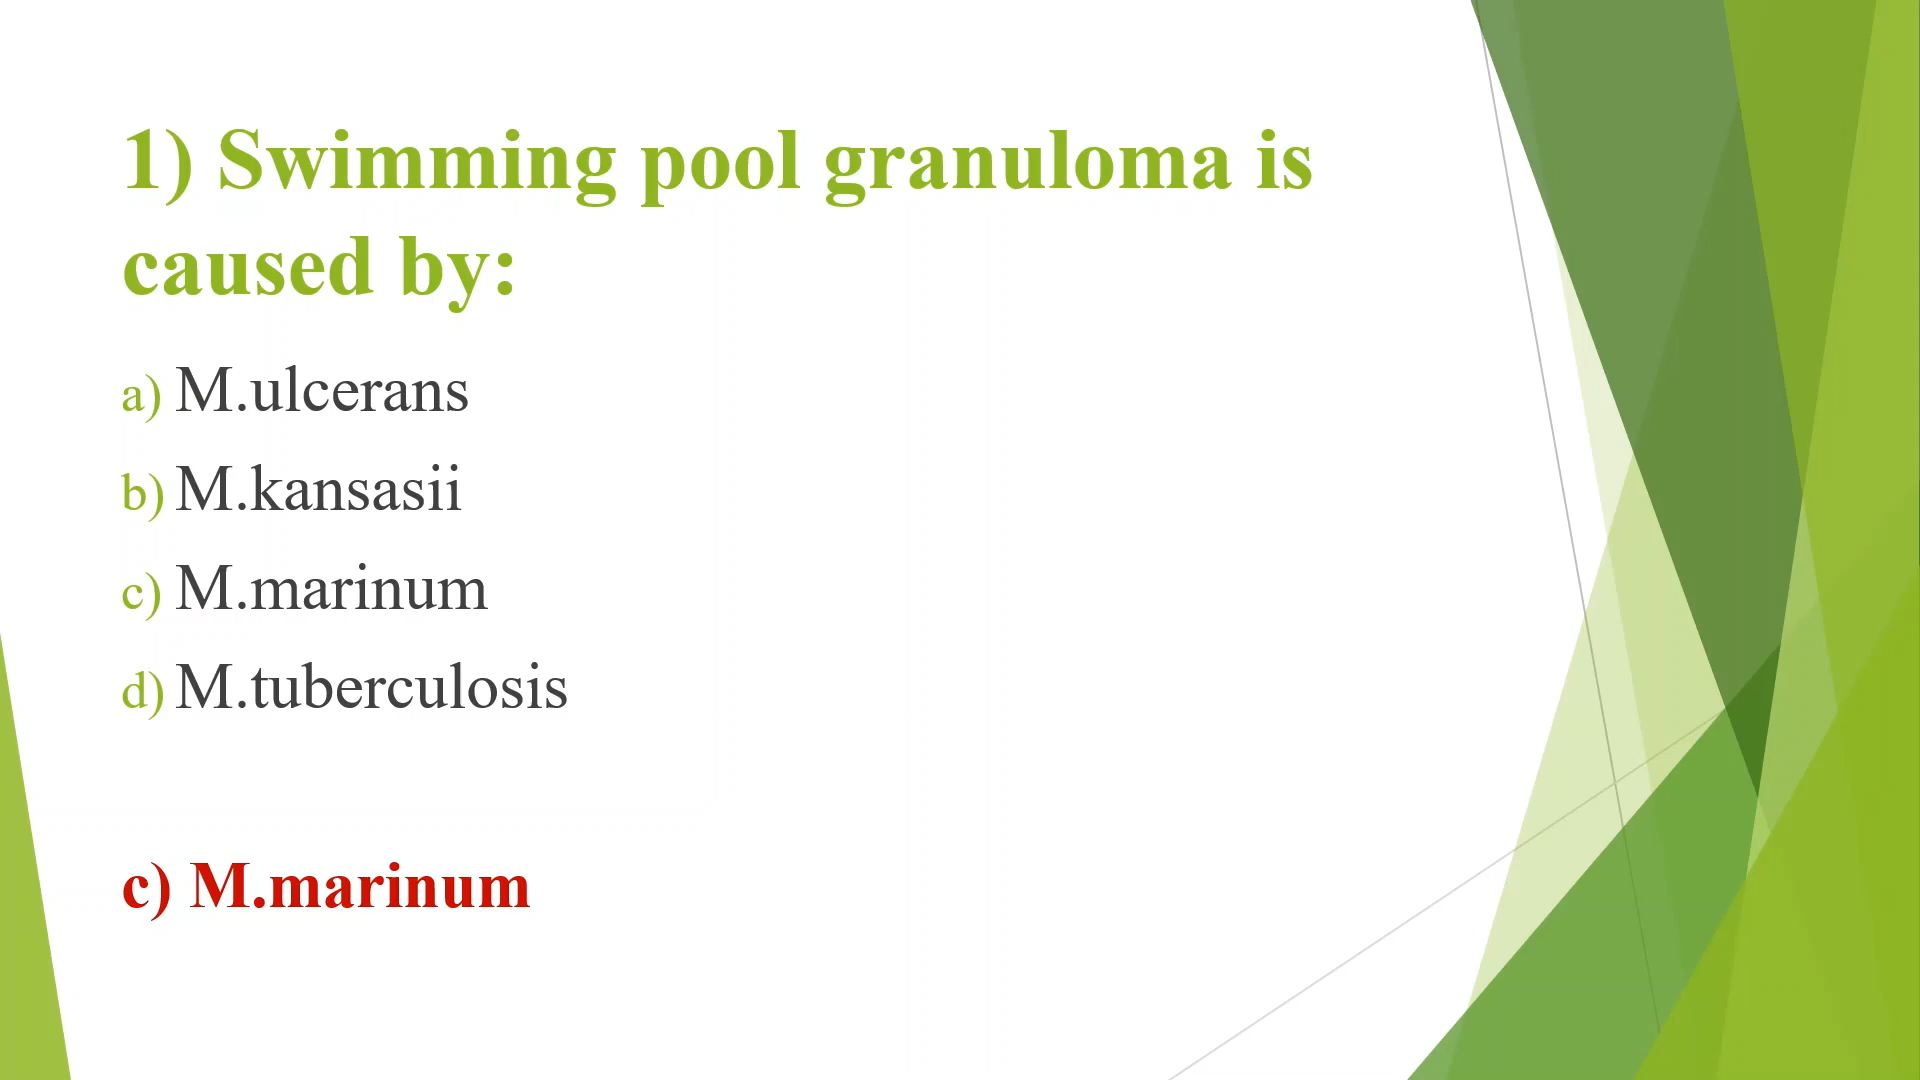 1) Swimming pool granuloma is
caused by:
a) M.ulcerans
b) M.kansasii
c) M.marinum
d) M.tuberculosis
c) M.marinum